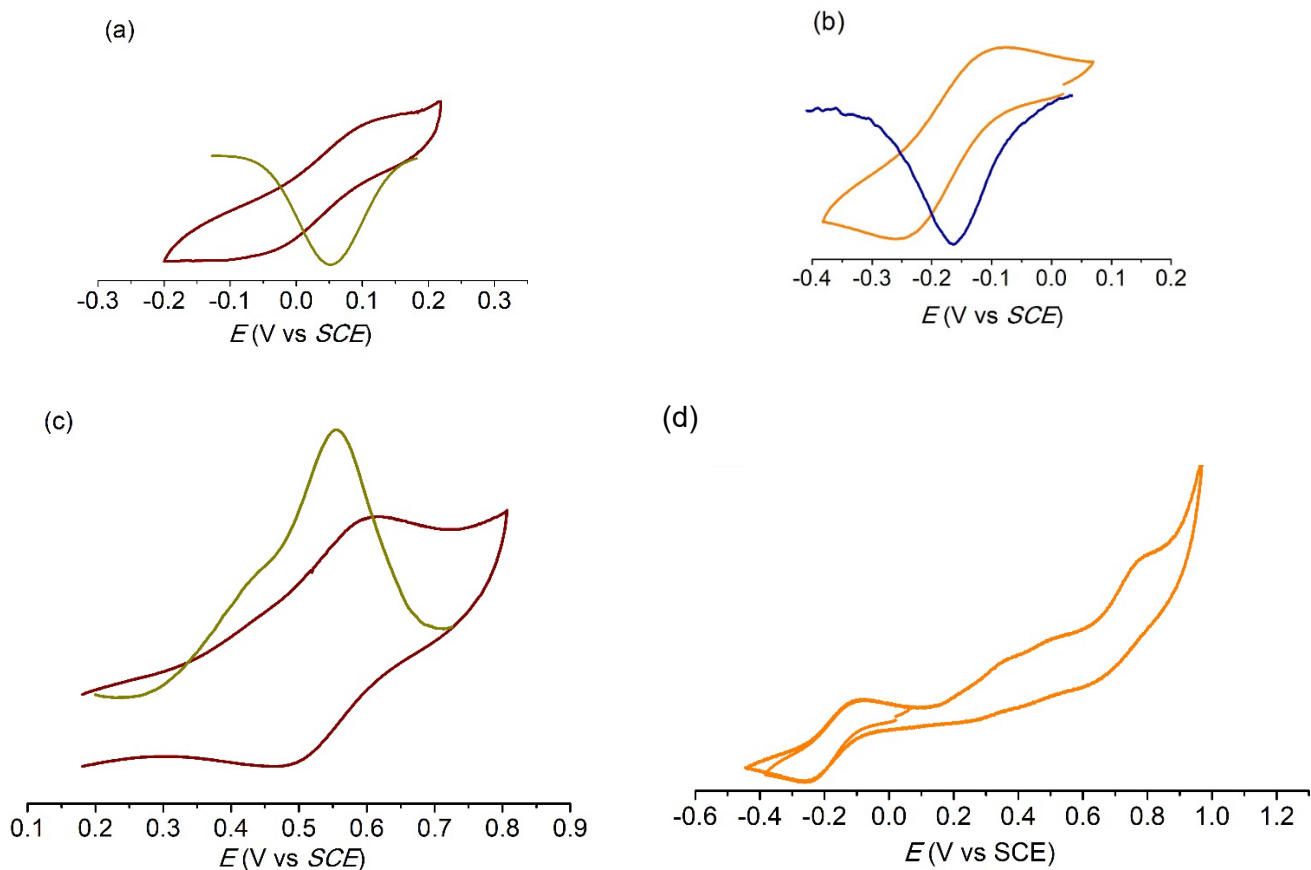 (a)
(b)
-0.3 -0.2 -0.1 0.0 0.1 0.2 0.3
E (V vs SCE)
-0.4 -0.3 -0.2 -0.1 0.0 0.1 0.2
E (V vs SCE)
(c)
(d)
0.1 0.2 0.3 0.4 0.5 0.6 0.7 0.8 0.9
E (V vs SCE)
-0.6 -0.4 -0.2 0.0 0.2 0.4 0.6 0.8 1.0 1.2
E (V vs SCE)